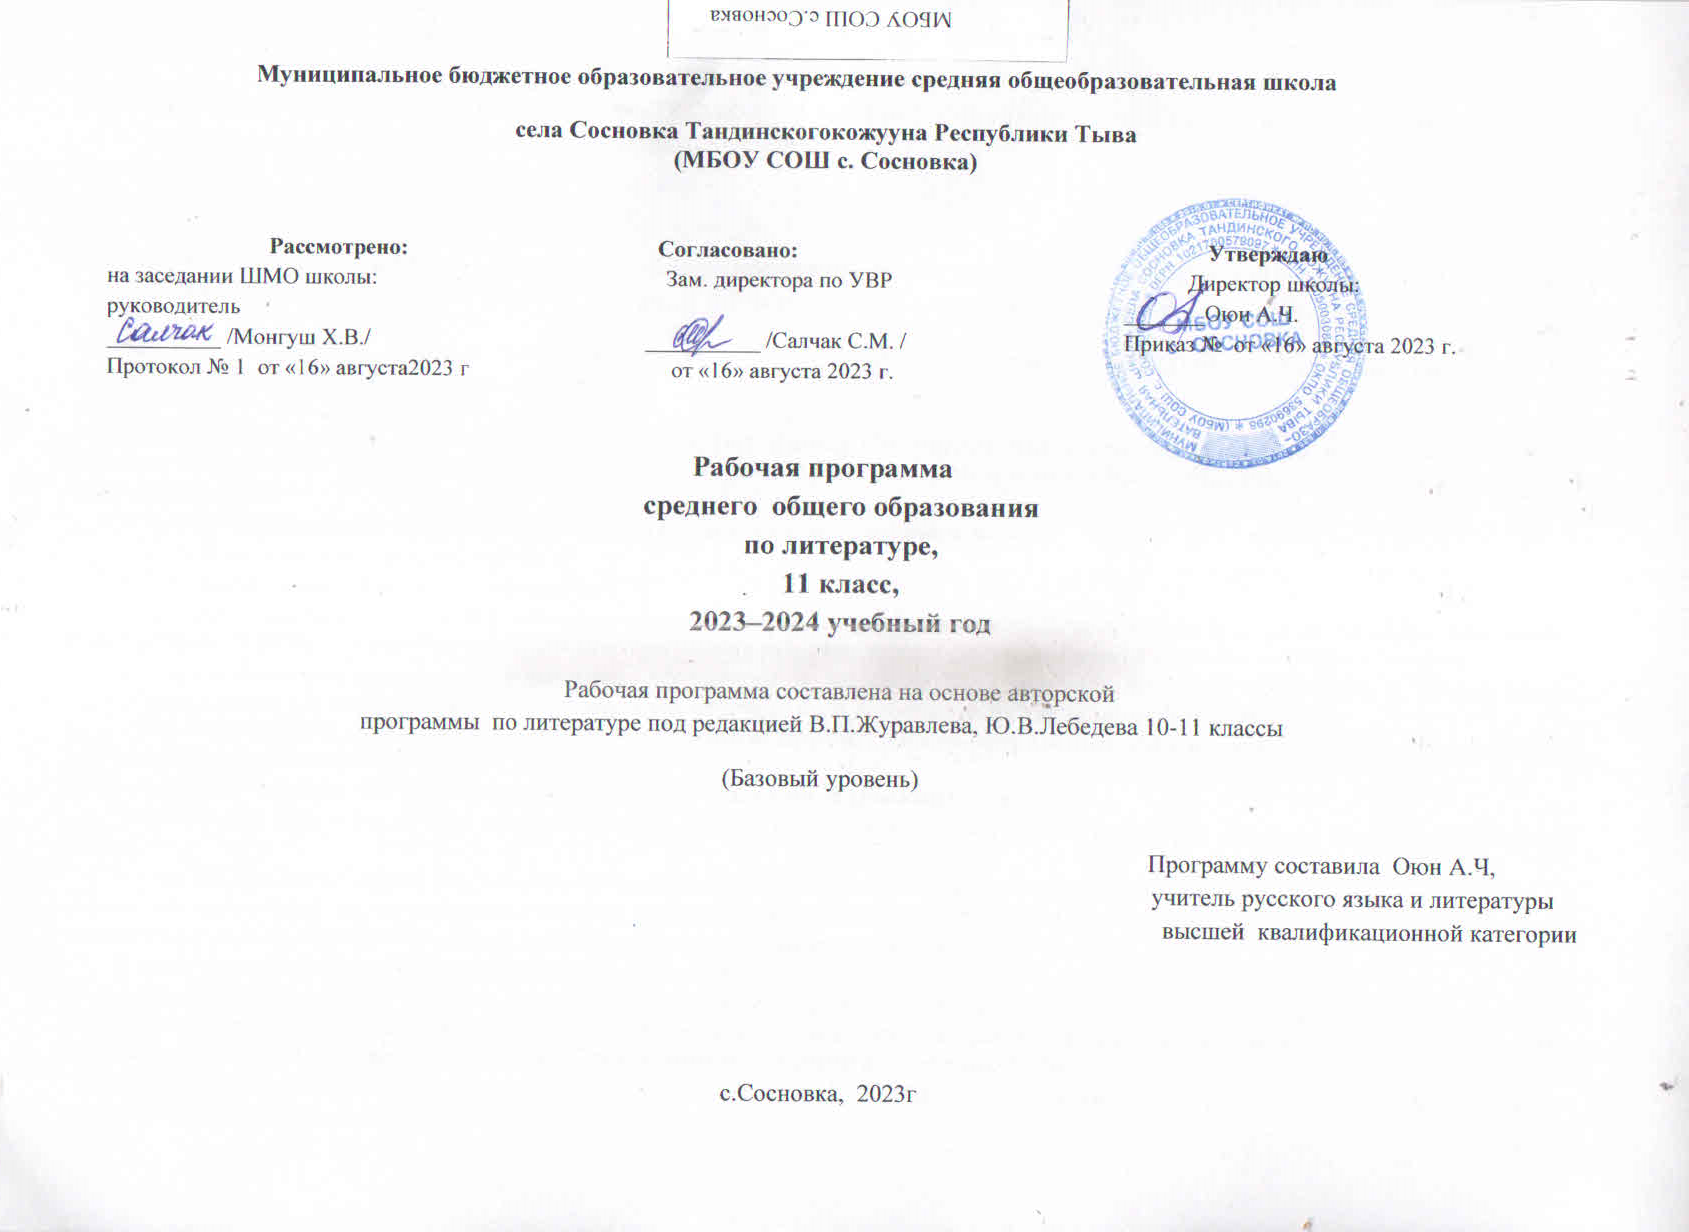 МБОУ СОШ с.Сосновка
Муниципальное бюджетное образовательное учреждение средняя общеобразовательная школа
села Сосновка Тандинскогокожууна Республики Тыва
(МБОУ СОШ с. Сосновка)
Рассмотрено:
на заседании ШМО школы:
руководитель
Салчак /Монгуш Х.В./
Протокол № 1 от «16» августа2023 г
Согласовано:
Зам. директора по УВР
/Салчак С.М. /
от «16» августа 2023 г.
Утверждаю
Директор школы:
Оюн А.Ч.
Приказ № от «16» августа 2023 г.
МБОУ СОШ
с. СОСНОВКА
Рабочая программа
среднего общего образования
по литературе,
11 класс,
2023–2024 учебный год
Рабочая программа составлена на основе авторской
программы по литературе под редакцией В.П.Журавлева, Ю.В.Лебедева 10-11 классы
(Базовый уровень)
Программу составила Оюн А.Ч,
учитель русского языка и литературы
высшей квалификационной категории
с.Сосновка, 2023г